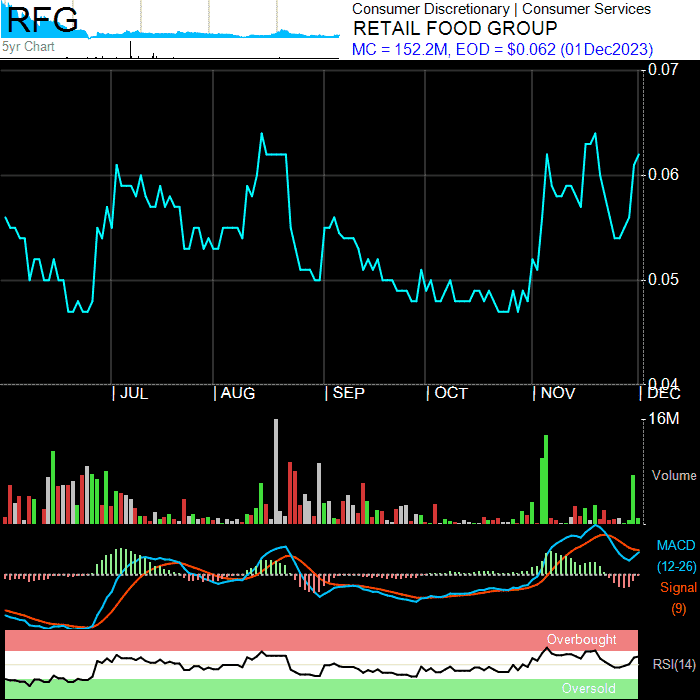 RFG
5yr Chart
Consumer Discretionary | Consumer Services
RETAIL FOOD GROUP
MC = 152.2M, EOD = $0.062 (01Dec2023)
0.07
0.06
0.05
0.04
| JUL | AUG | SEP | OCT | NOV | DEC
16M
Volume
MACD
(12-26)
Signal
(9)
Overbought
RSI(14)
Oversold